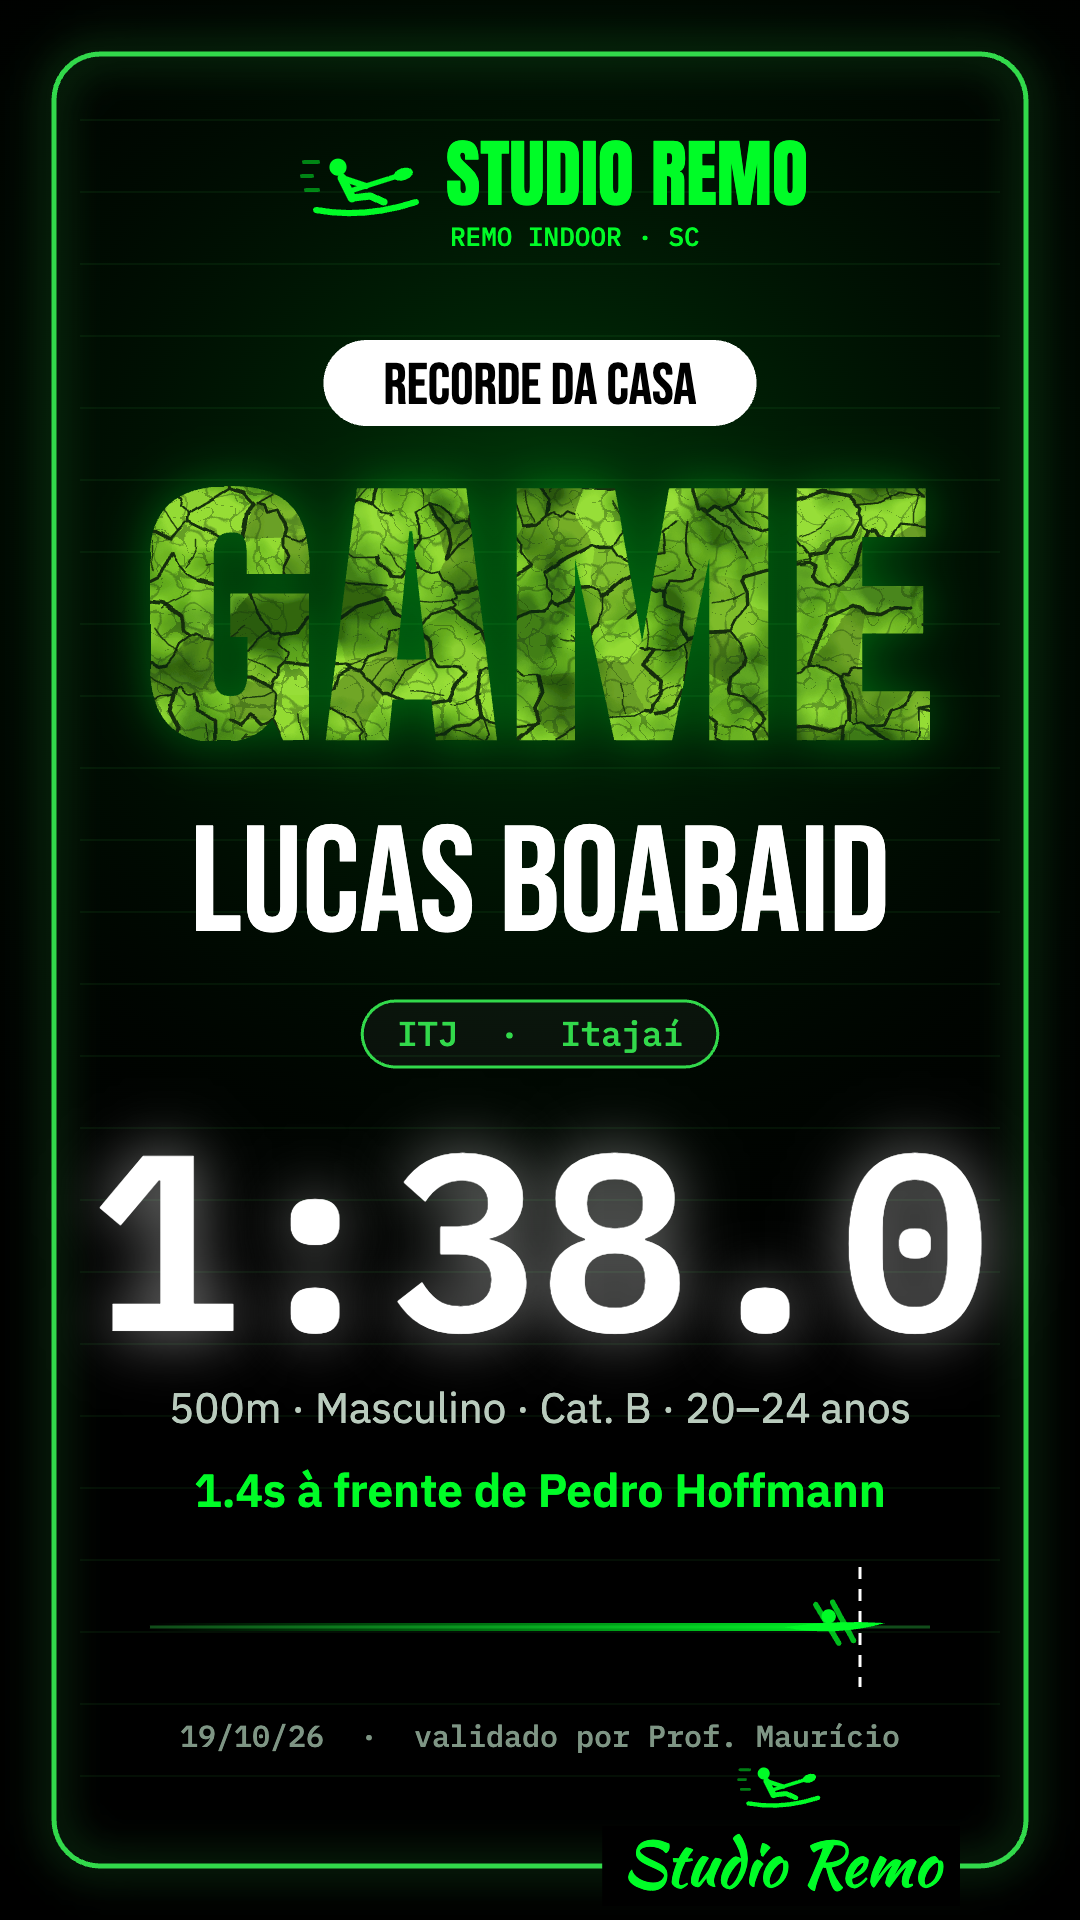 STUDIO REMO
REMO INDOOR · SC
RECORDE DA CASA
GAME
LUCAS BOABAID
ITJ · Itajaí
1:38.0
500m · Masculino · Cat. B · 20–24 anos
1.4s à frente de Pedro Hoffmann
19/10/26 · validado por Prof. Maurício
Studio Remo